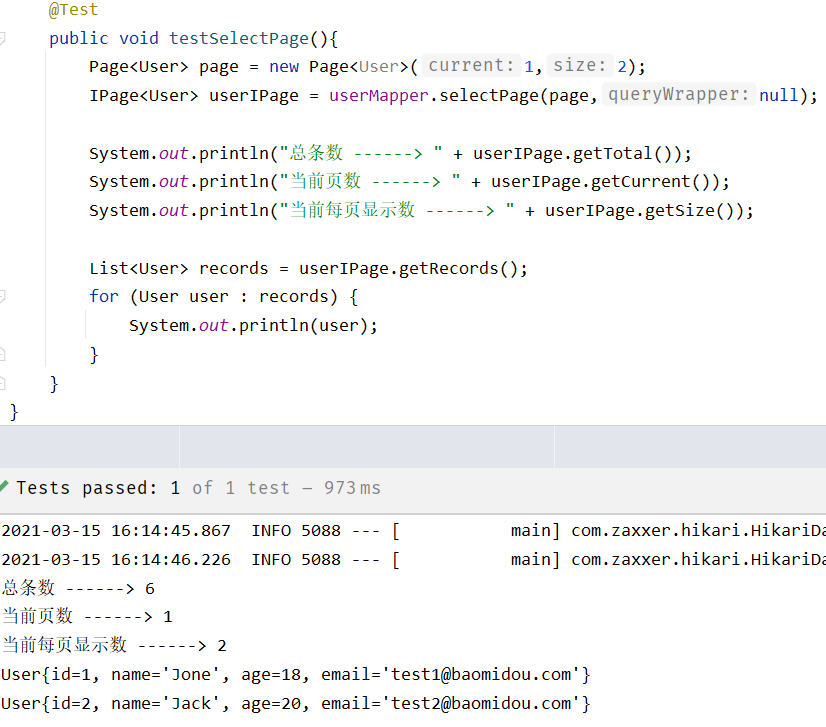 @Test
public void testSelectPage(){
Page<User> page = new Page<User>( current: 1, size: 2);
IPage<User> userIPage = userMapper.selectPage(page, queryWrapper: null);
System.out.println("总条数 ------> " + userIPage.getTotal());
System.out.println("当前页数 ------> " + userIPage.getCurrent());
System.out.println("当前每页显示数 ------> " + userIPage.getSize());
List<User> records = userIPage.getRecords();
for (User user : records) {
System.out.println(user);
}
}
}
Tests passed: 1 of 1 test – 973 ms
2021-03-15 16:14:45.867 INFO 5088 --- [ main] com.zaxxer.hikari.HikariDa
2021-03-15 16:14:46.226 INFO 5088 --- [ main] com.zaxxer.hikari.HikariDa
总条数 ------> 6
当前页数 ------> 1
当前每页显示数 ------> 2
User{id=1, name='Jone', age=18, email='test1@baomidou.com'}
User{id=2, name='Jack', age=20, email='test2@baomidou.com'}